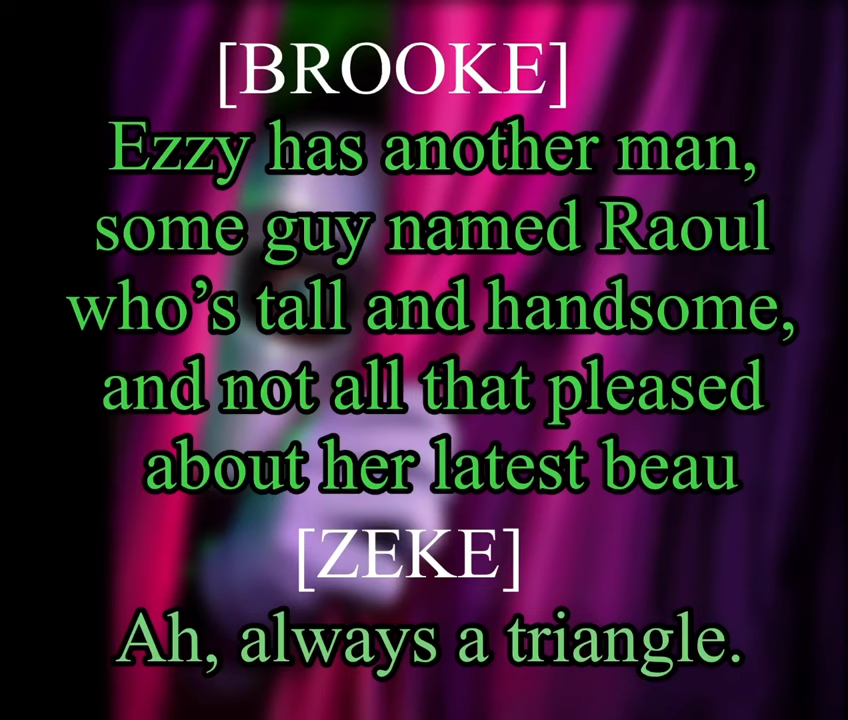 [BROOKE]
Ezzy has another man,
some guy named Raoul
who’s tall and handsome,
and not all that pleased
about her latest beau
[ZEKE]
Ah, always a triangle.